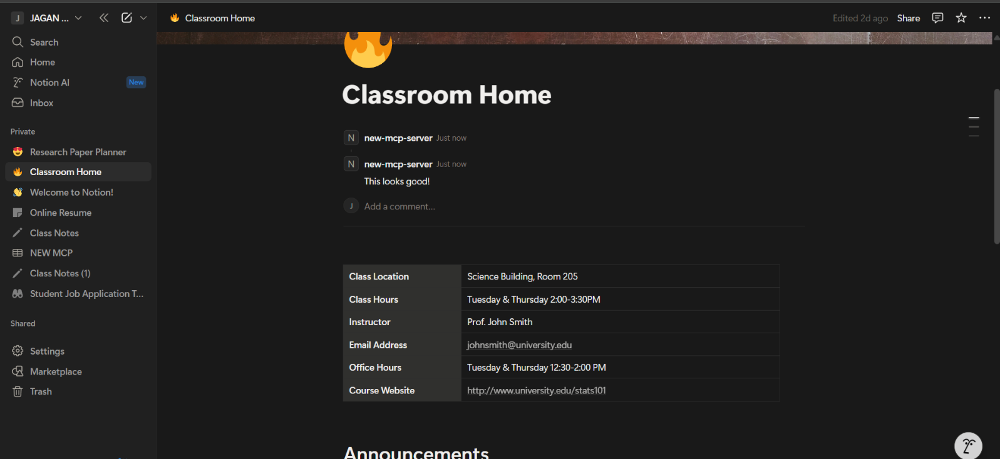 J JAGAN ...
Search
Home
Notion AI New
Inbox
Private
Research Paper Planner
Classroom Home
Welcome to Notion!
Online Resume
Class Notes
NEW MCP
Class Notes (1)
Student Job Application T...
Shared
Settings
Marketplace
Trash
Classroom Home
Edited 2d ago Share
Classroom Home
N new-mcp-server Just now
N new-mcp-server Just now
This looks good!
J Add a comment...
Class Location Science Building, Room 205
Class Hours Tuesday & Thursday 2:00-3:30PM
Instructor Prof. John Smith
Email Address johnsmith@university.edu
Office Hours Tuesday & Thursday 12:30-2:00 PM
Course Website http://www.university.edu/stats101
Announcements